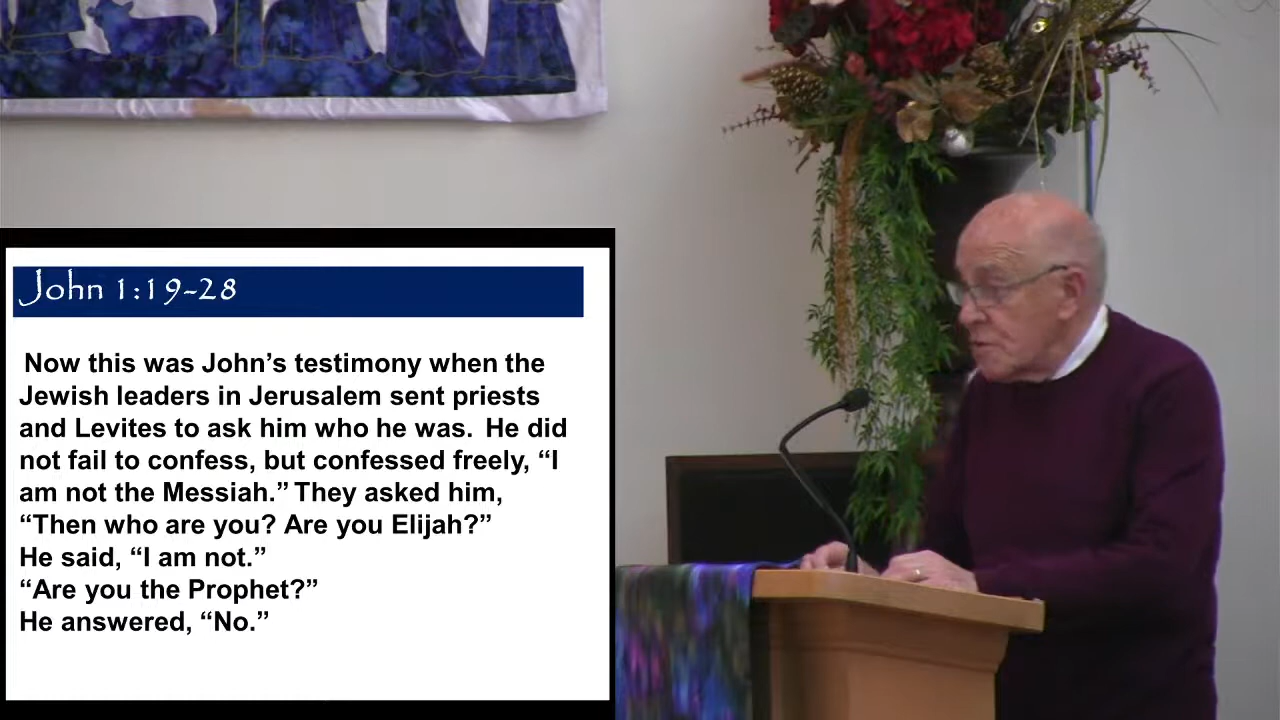 John 1:19-28
Now this was John’s testimony when the
Jewish leaders in Jerusalem sent priests
and Levites to ask him who he was. He did
not fail to confess, but confessed freely, “I
am not the Messiah.” They asked him,
“Then who are you? Are you Elijah?”
He said, “I am not.”
“Are you the Prophet?”
He answered, “No.”